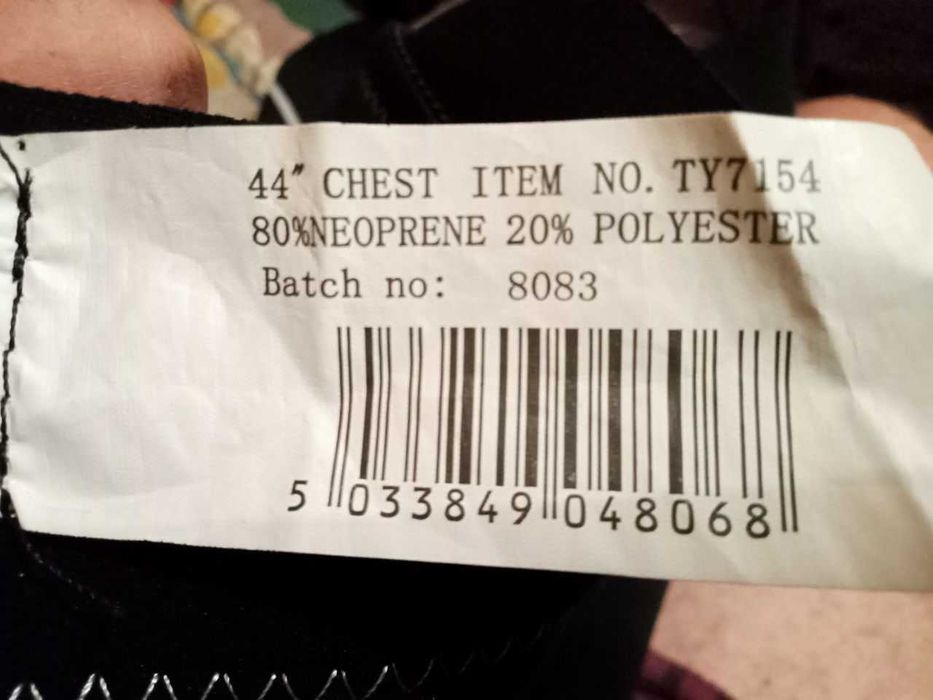 44" CHEST ITEM NO. TY7154
80%NEOPRENE 20% POLYESTER
Batch no: 8083
5 033849 048068